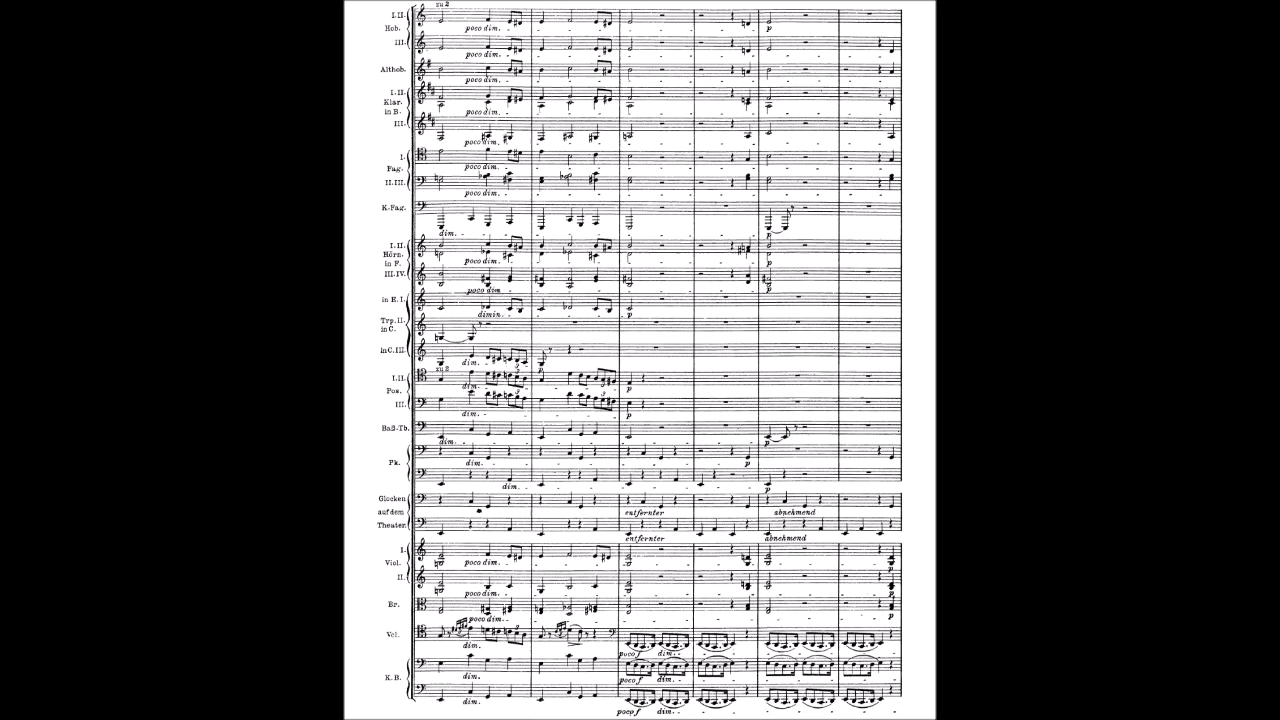 zu 2
I. II.
Hob.
poco dim.
III.
poco dim.
Althob.
poco dim.
I. II.
Klar.
in B.
poco dim.
III.
poco dim.
I.
poco dim.
Fag.
II. III.
poco dim.
K-Fag.
dim.
p
I. II.
Hörn.
in F.
poco dim.
p
III. IV.
poco dim.
p
in E. I.
dimin.
p
Trp. II.
in C.
in C. III.
dim.
p
zu 2
I. II.
dim.
p
Pos.
III.
dim.
p
Baß-Tb.
dim.
p
Pk.
dim.
p
dim.
p
Glocken
auf dem
entfernter
abnehmend
Theater
entfernter
abnehmend
I.
Viol.
poco dim.
p
II.
poco dim.
Br.
poco dim.
p
Vcl.
dim.
poco f
dim.
K. B.
dim.
poco f
dim.
dim.
poco f
dim.